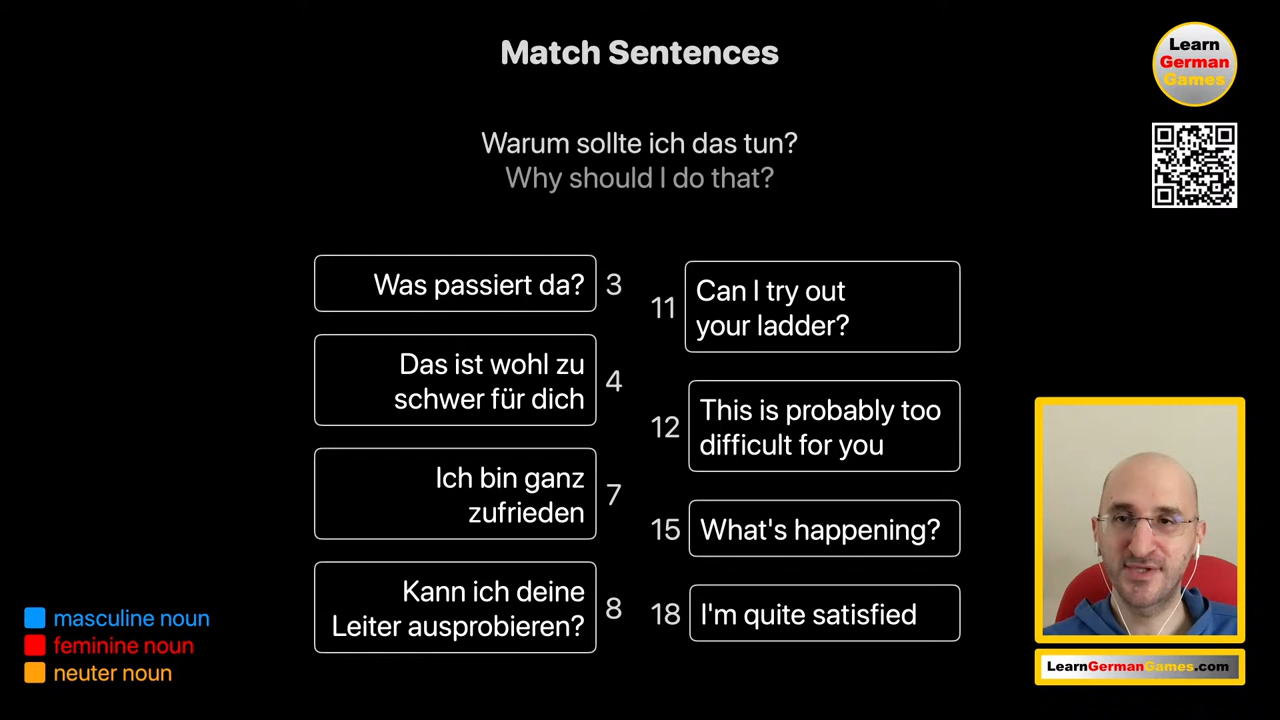 Match Sentences
Learn
German
Games
Warum sollte ich das tun?
Why should I do that?
Was passiert da? 3
Das ist wohl zu
schwer für dich
4
Ich bin ganz
zufrieden
7
Kann ich deine
Leiter ausprobieren?
8
11
Can I try out
your ladder?
12
This is probably too
difficult for you
15 What's happening?
18 I'm quite satisfied
masculine noun
feminine noun
neuter noun
LearnGermanGames.com